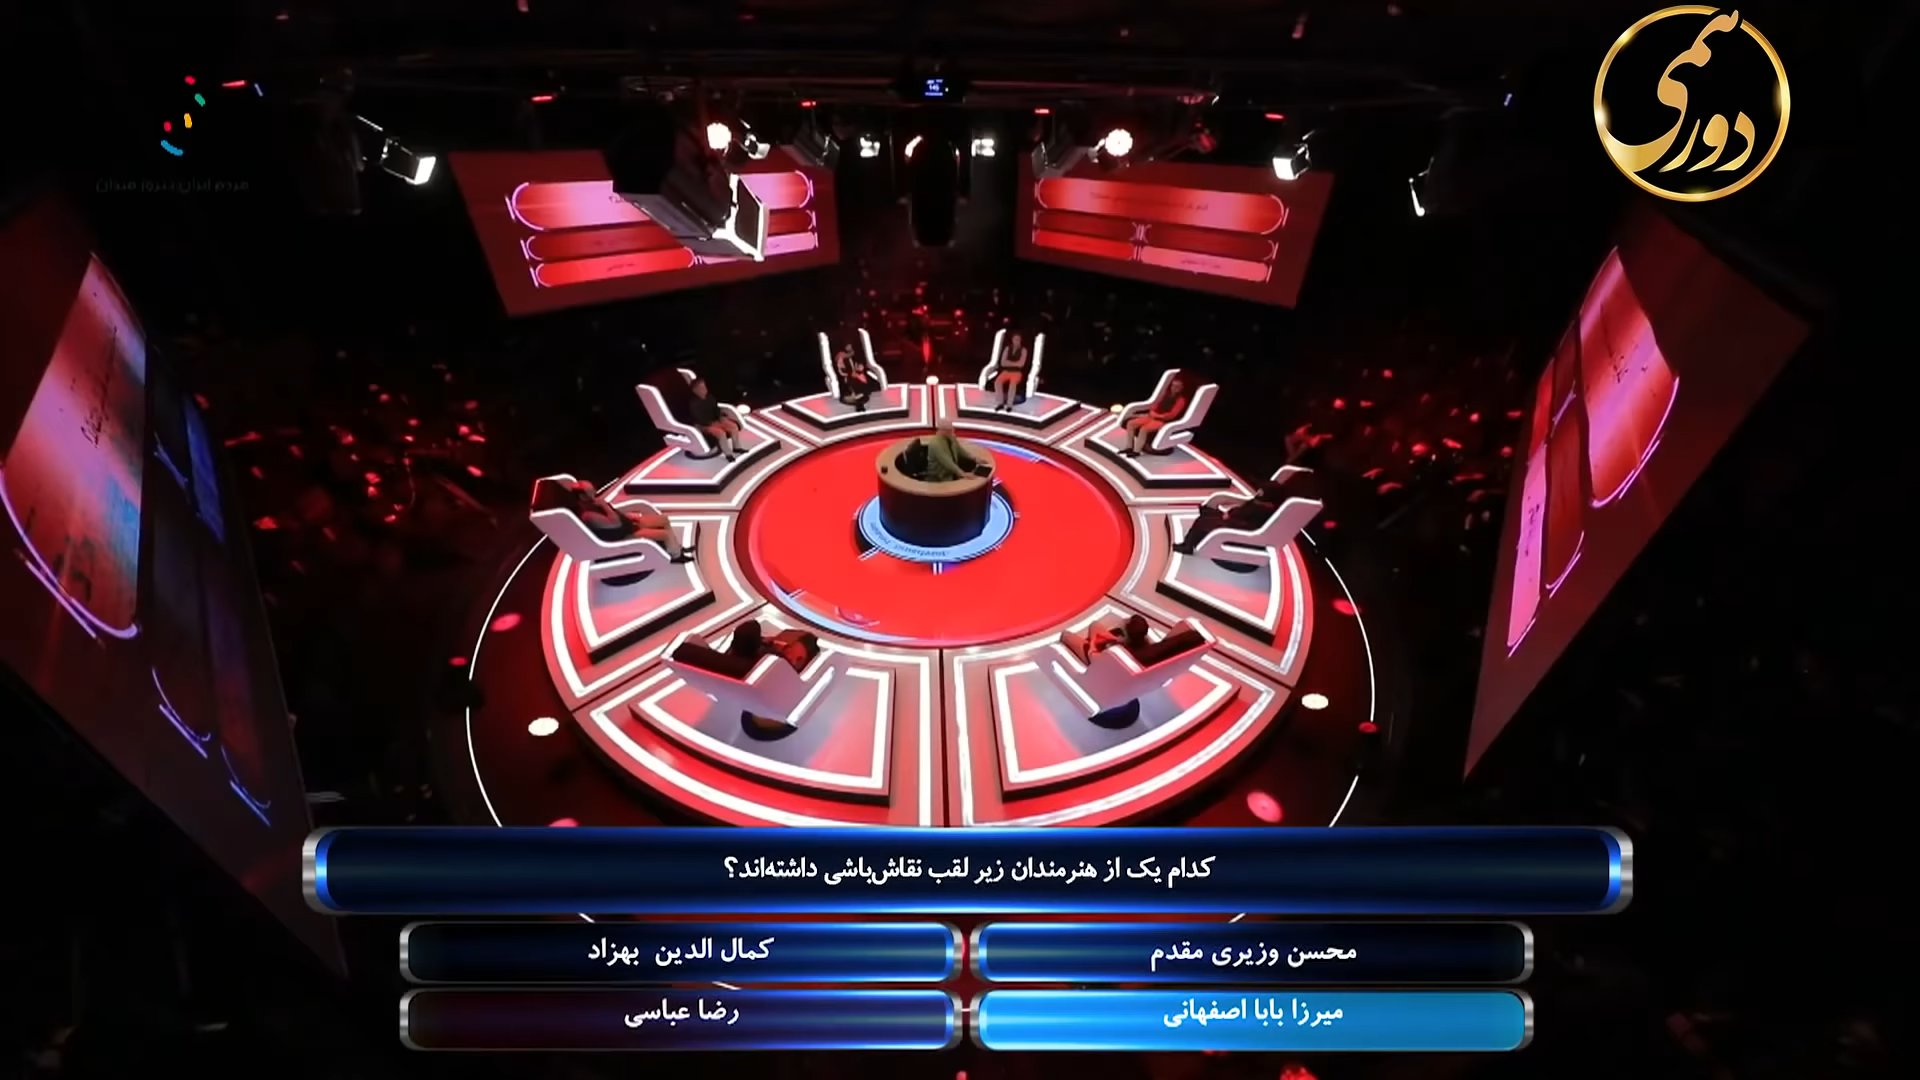 دورهمی
کدام یک از هنرمندان زیر لقب نقاش‌باشی داشته‌اند؟
محسن وزیری مقدم
کمال الدین بهزاد
میرزا بابا اصفهانی
رضا عباسی